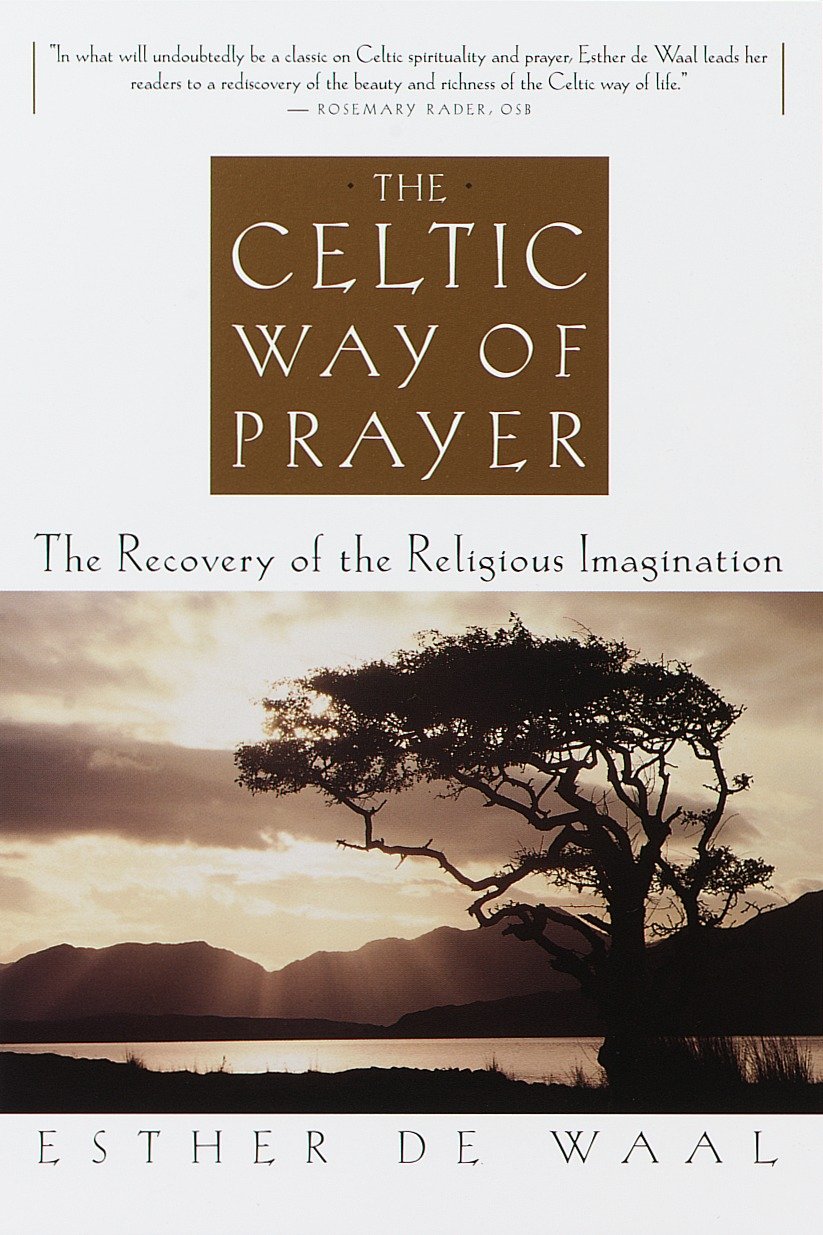 "In what will undoubtedly be a classic on Celtic spirituality and prayer, Esther de Waal leads her
readers to a rediscovery of the beauty and richness of the Celtic way of life."
— ROSEMARY RADER, OSB
· THE ·
CELTIC
WAY OF
PRAYER
The Recovery of the Religious Imagination
ESTHER DE WAAL